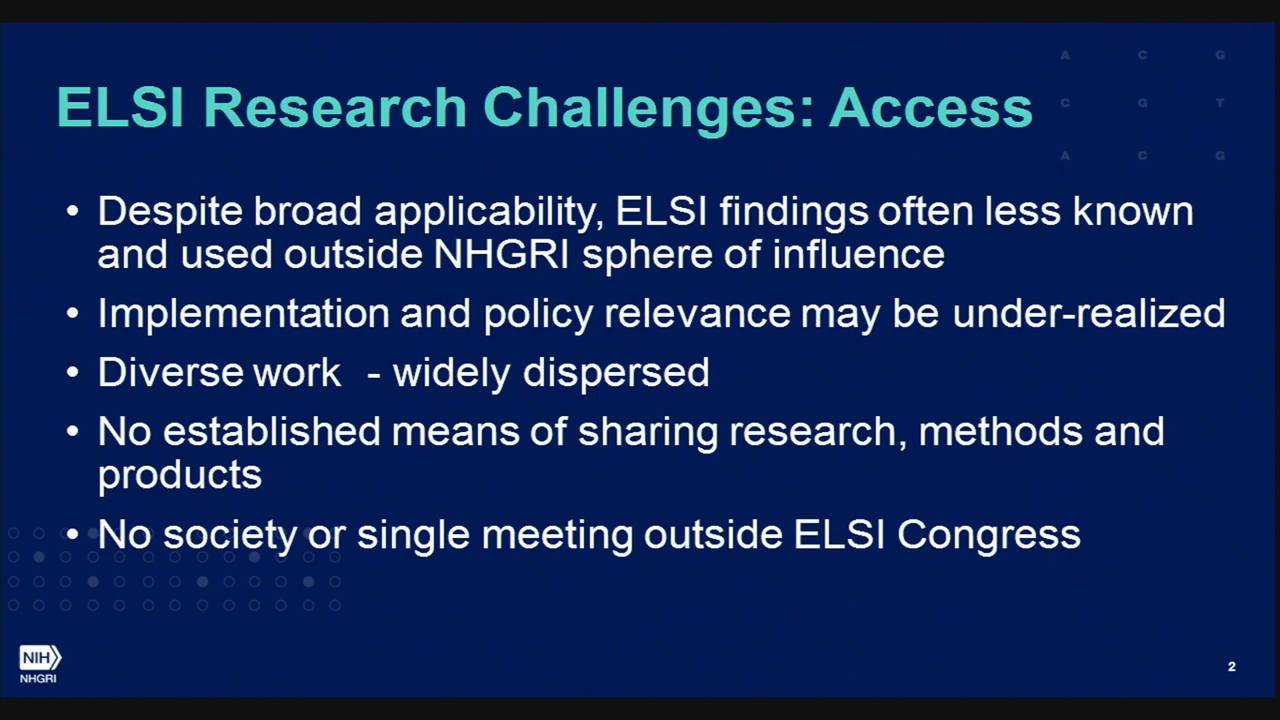 A C G
ELSI Research Challenges: Access
C G T
A C G
• Despite broad applicability, ELSI findings often less known
and used outside NHGRI sphere of influence
• Implementation and policy relevance may be under-realized
• Diverse work - widely dispersed
• No established means of sharing research, methods and
products
• No society or single meeting outside ELSI Congress
NIH
NHGRI
2